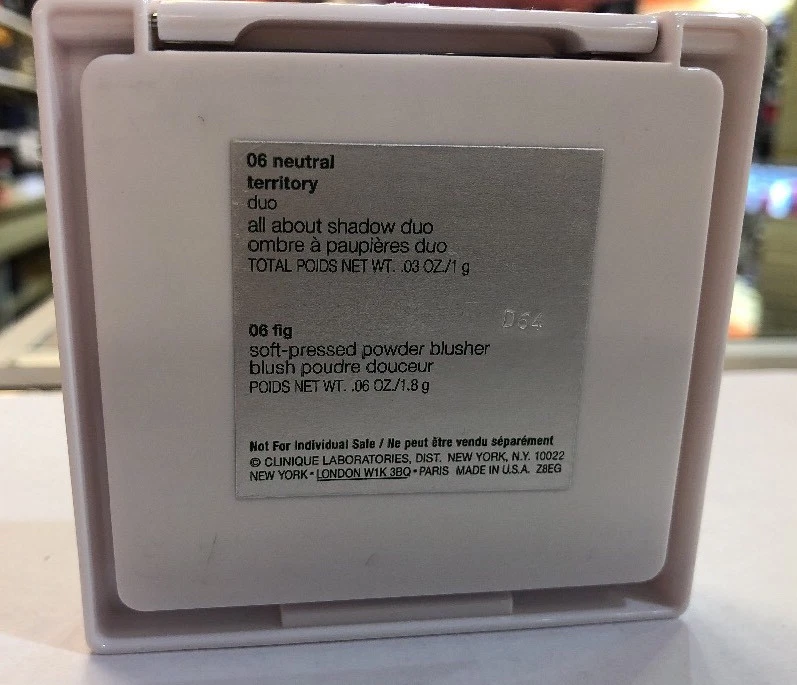 06 neutral
territory
duo
all about shadow duo
ombre à paupières duo
TOTAL POIDS NET WT. .03 OZ./1 g
D64
06 fig
soft-pressed powder blusher
blush poudre douceur
POIDS NET WT. .06 OZ./1.8 g
Not For Individual Sale / Ne peut être vendu séparément
© CLINIQUE LABORATORIES, DIST. NEW YORK, N.Y. 10022
NEW YORK • LONDON W1K 3BQ • PARIS MADE IN U.S.A. Z8EG